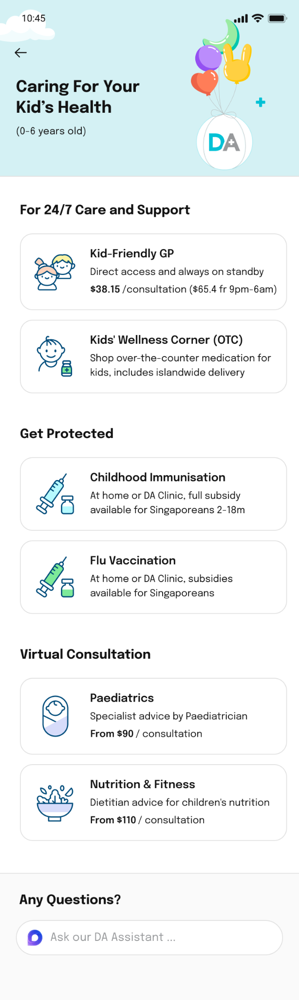 10:45
Caring For Your
Kid’s Health
(0-6 years old)
DA
For 24/7 Care and Support
Kid-Friendly GP
Direct access and always on standby
$38.15 /consultation ($65.4 fr 9pm-6am)
Kids' Wellness Corner (OTC)
Shop over-the-counter medication for
kids, includes islandwide delivery
Get Protected
Childhood Immunisation
At home or DA Clinic, full subsidy
available for Singaporeans 2-18m
Flu Vaccination
At home or DA Clinic, subsidies
available for Singaporeans
Virtual Consultation
Paediatrics
Specialist advice by Paediatrician
From $90 / consultation
Nutrition & Fitness
Dietitian advice for children's nutrition
From $110 / consultation
Any Questions?
Ask our DA Assistant ...